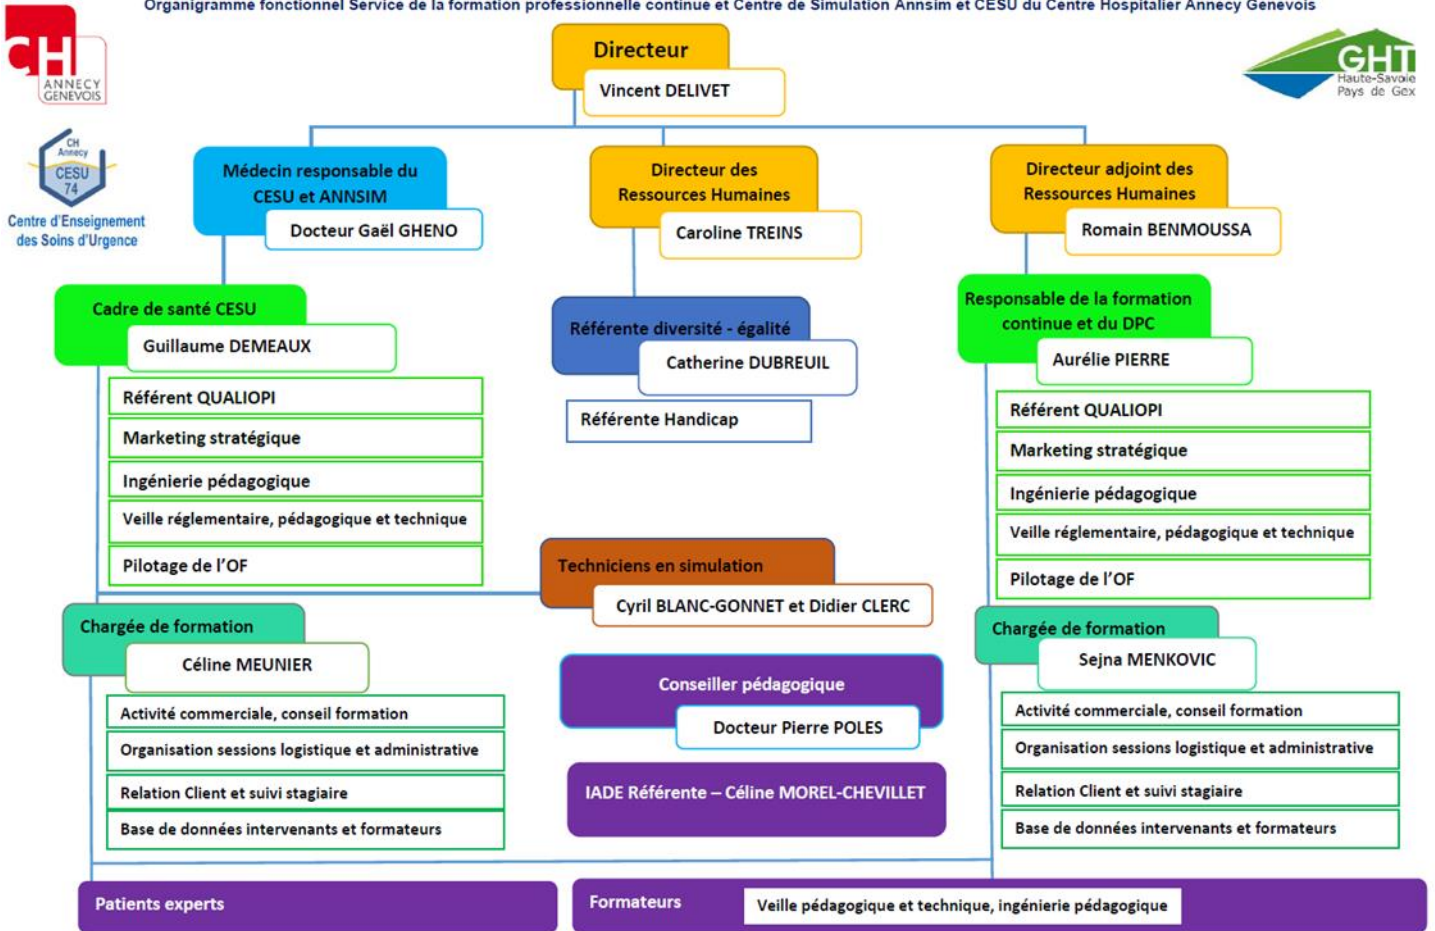 Organigramme fonctionnel Service de la formation professionnelle continue et Centre de Simulation Annsim et CESU du Centre Hospitalier Annecy Genevois
CH
ANNECY
GENEVOIS
Directeur
Vincent DELIVET
GHT
Haute-Savoie
Pays de Gex
CH
Annecy
CESU
74
Centre d'Enseignement
des Soins d'Urgence
Médecin responsable du
CESU et ANNSIM
Docteur Gaël GHENO
Directeur des
Ressources Humaines
Caroline TREINS
Directeur adjoint des
Ressources Humaines
Romain BENMOUSSA
Cadre de santé CESU
Guillaume DEMEAUX
Référent QUALIOPI
Marketing stratégique
Ingénierie pédagogique
Veille réglementaire, pédagogique et technique
Pilotage de l'OF
Référente diversité - égalité
Catherine DUBREUIL
Référente Handicap
Responsable de la formation
continue et du DPC
Aurélie PIERRE
Référent QUALIOPI
Marketing stratégique
Ingénierie pédagogique
Veille réglementaire, pédagogique et technique
Pilotage de l'OF
Techniciens en simulation
Cyril BLANC-GONNET et Didier CLERC
Chargée de formation
Céline MEUNIER
Activité commerciale, conseil formation
Organisation sessions logistique et administrative
Relation Client et suivi stagiaire
Base de données intervenants et formateurs
Conseiller pédagogique
Docteur Pierre POLES
IADE Référente – Céline MOREL-CHEVILLET
Chargée de formation
Sejna MENKOVIC
Activité commerciale, conseil formation
Organisation sessions logistique et administrative
Relation Client et suivi stagiaire
Base de données intervenants et formateurs
Patients experts
Formateurs
Veille pédagogique et technique, ingénierie pédagogique